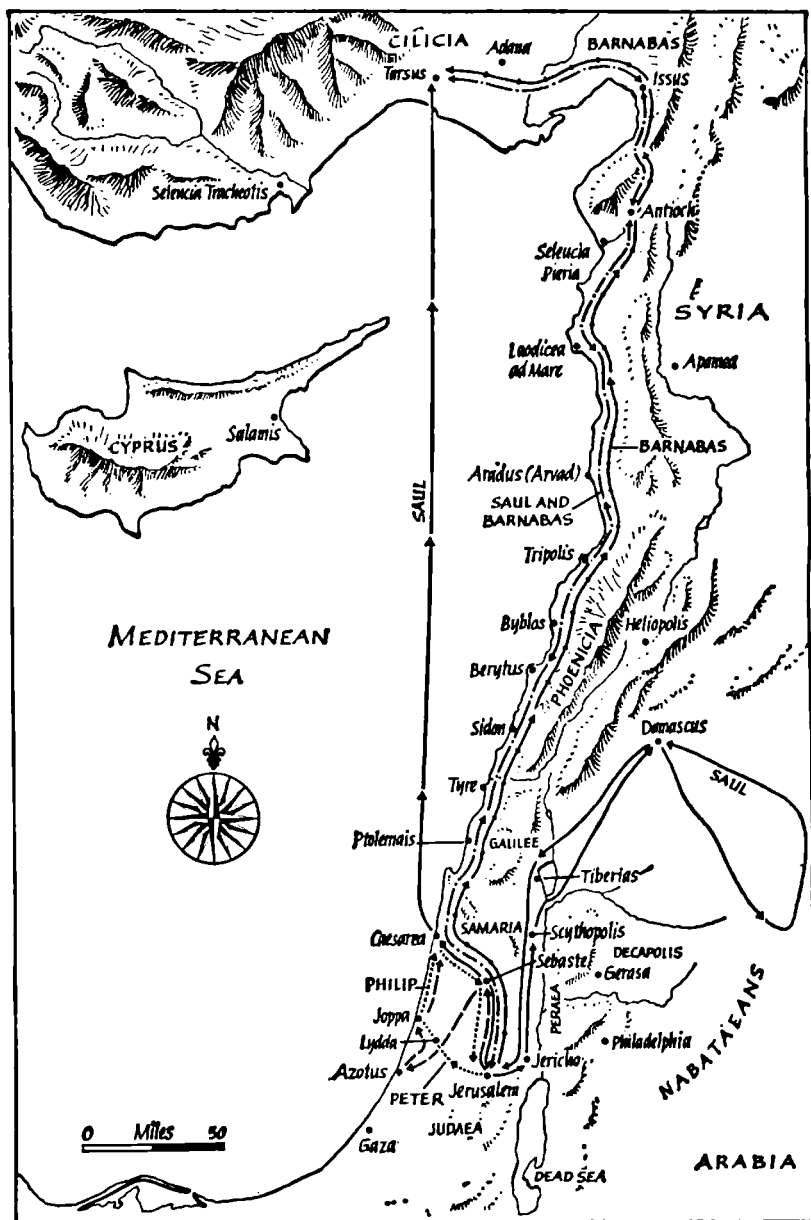 CILICIA
Adana
BARNABAS
Tarsus
Issus
Selencia Tracheotis
Antioch
Seleucia
Pieria
SYRIA
Laodicea
ad Mare
Apamea
CYPRUS
Salamis
BARNABAS
Aradus (Arvad)
SAUL AND
BARNABAS
SAUL
Tripolis
Byblos
Heliopolis
PHOENICIA
MEDITERRANEAN
SEA
Berytus
N
Sidon
Damascus
SAUL
Tyre
Ptolemais
GALILEE
Tiberias
Caesarea
SAMARIA
Scythopolis
Sebaste
DECAPOLIS
Gerasa
PHILIP
Joppa
PERAEA
Lydda
Philadelphia
NABATAEANS
Azotus
Jericho
PETER
Jerusalem
JUDAEA
0 Miles 50
Gaza
DEAD SEA
ARABIA